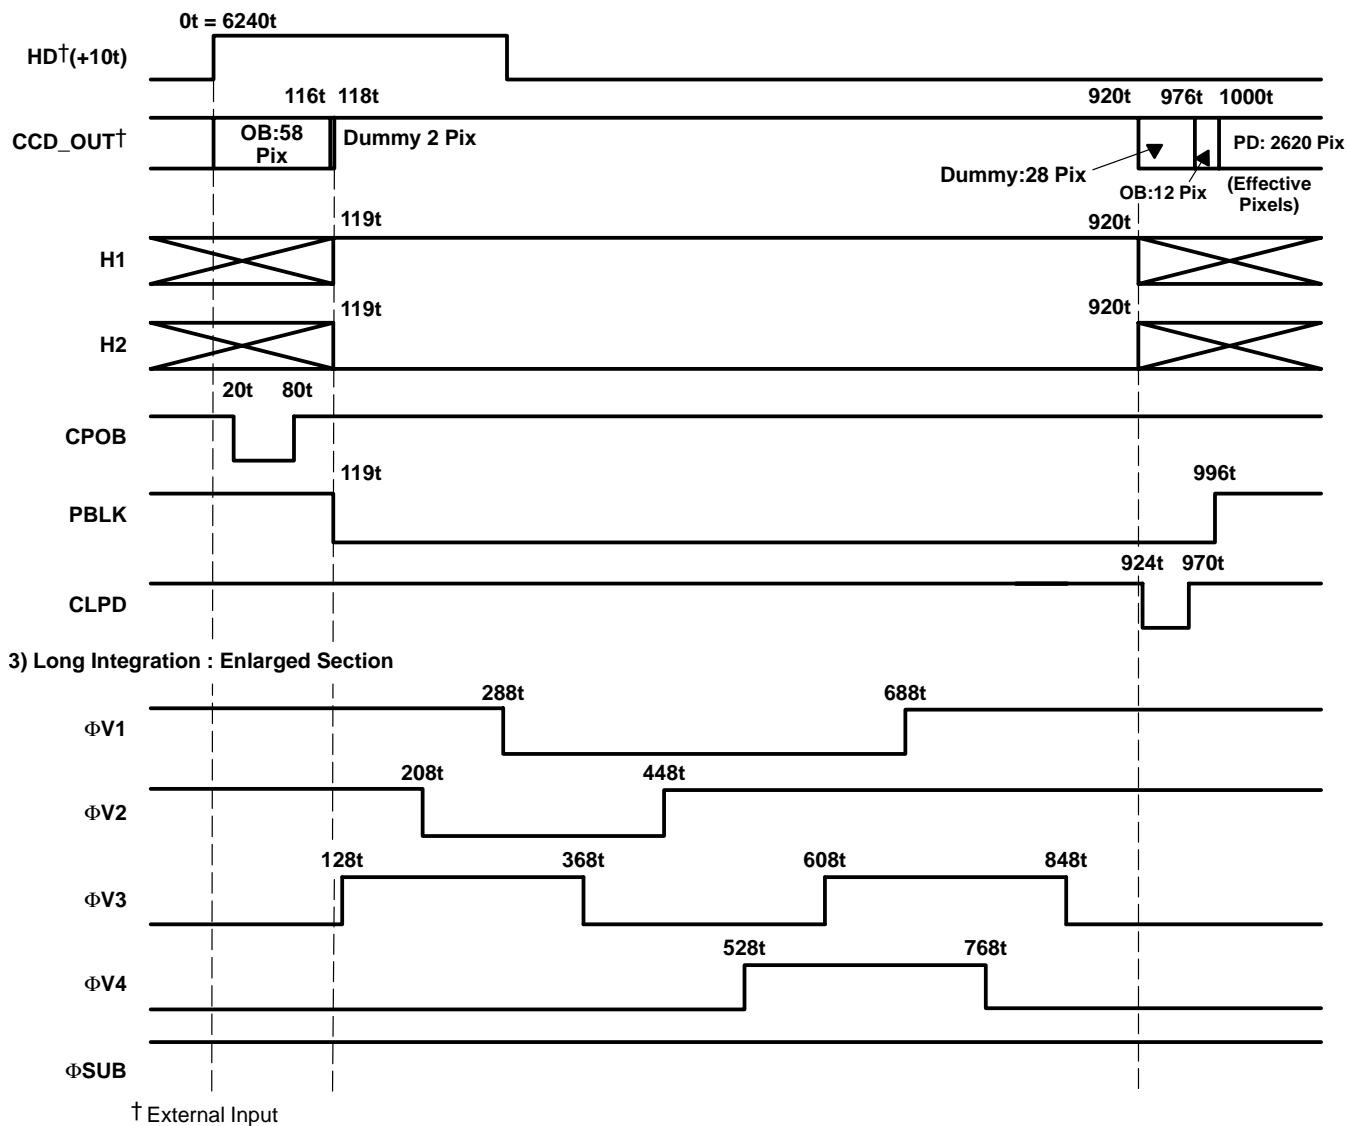 0t = 6240t
HD†(+10t)
116t 118t 920t 976t 1000t
CCD_OUT†
OB:58
Pix
Dummy 2 Pix
PD: 2620 Pix
Dummy:28 Pix
OB:12 Pix
(Effective
Pixels)
119t 920t
H1
119t 920t
H2
20t 80t
CPOB
119t 996t
PBLK
924t 970t
CLPD
3) Long Integration : Enlarged Section
288t 688t
ΦV1
208t 448t
ΦV2
128t 368t 608t 848t
ΦV3
528t 768t
ΦV4
ΦSUB
† External Input